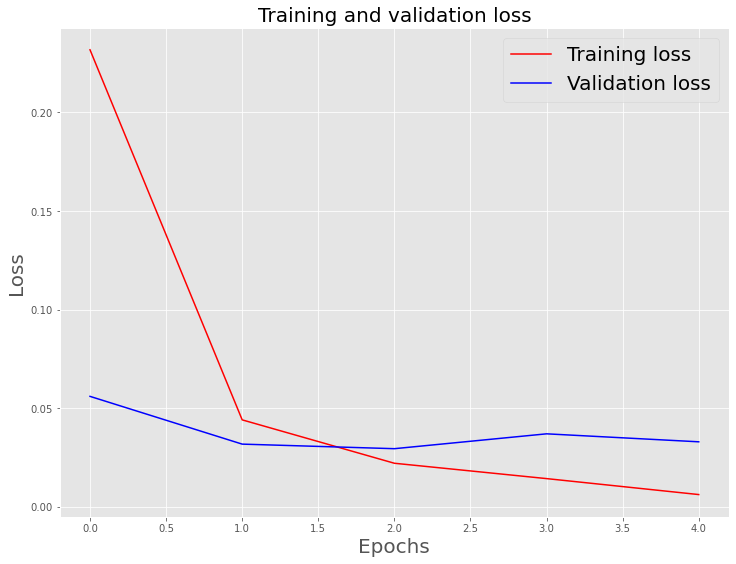 Training and validation loss
Training loss
Validation loss
0.20
0.15
0.10
0.05
0.00
Loss
0.0 0.5 1.0 1.5 2.0 2.5 3.0 3.5 4.0
Epochs